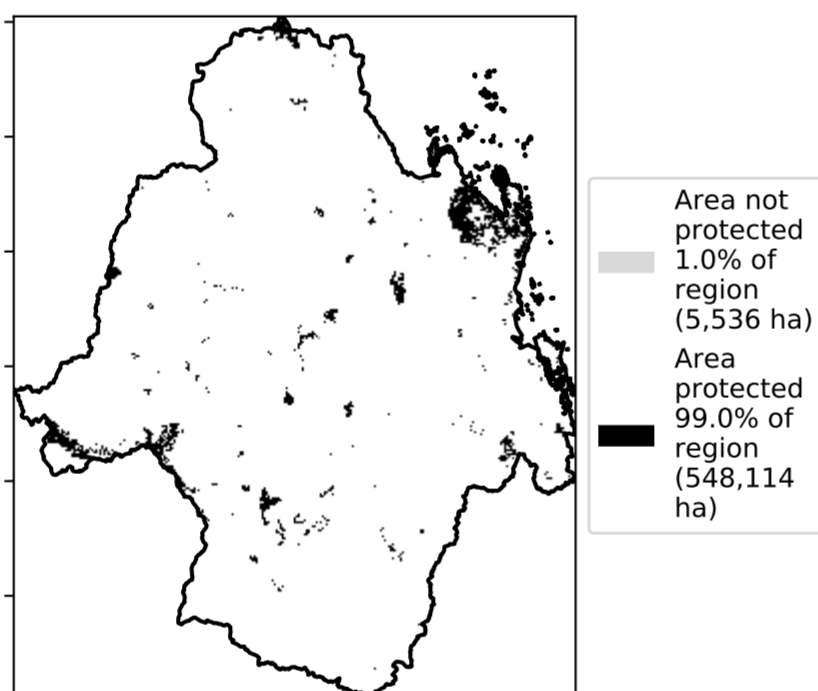 Area not
protected
1.0% of
region
(5,536 ha)
Area
protected
99.0% of
region
(548,114
ha)